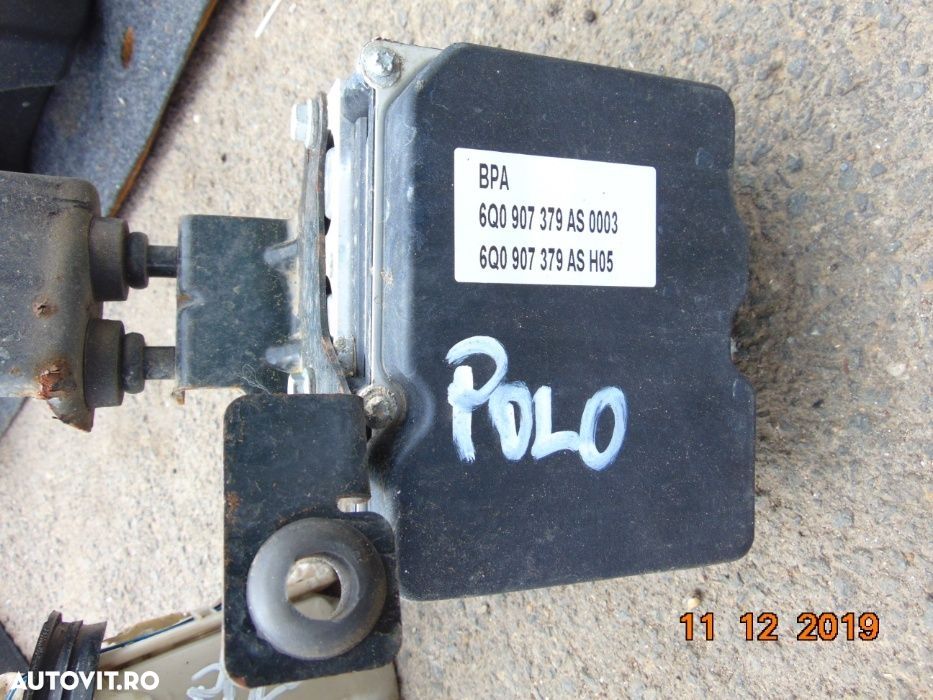 BPA
6Q0 907 379 AS 0003
6Q0 907 379 AS H05
POLO
11 12 2019
AUTOVIT.RO